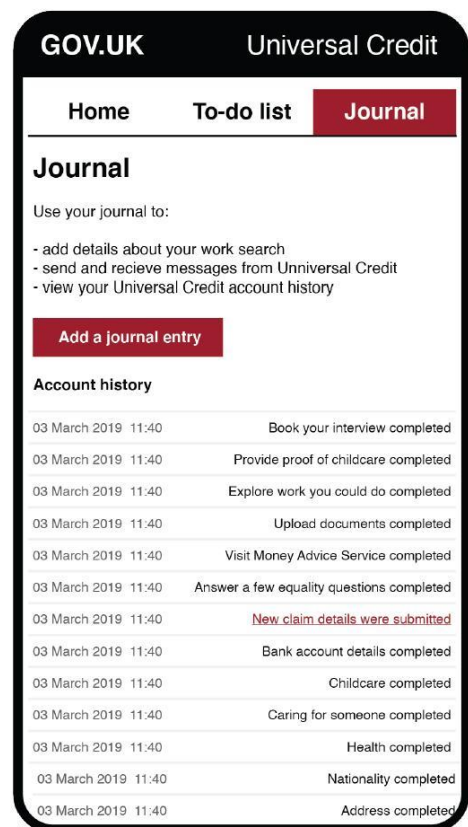 GOV.UK Universal Credit
Home To-do list Journal
Journal
Use your journal to:
- add details about your work search
- send and recieve messages from Unniversal Credit
- view your Universal Credit account history
Add a journal entry
Account history
03 March 2019 11:40 Book your interview completed
03 March 2019 11:40 Provide proof of childcare completed
03 March 2019 11:40 Explore work you could do completed
03 March 2019 11:40 Upload documents completed
03 March 2019 11:40 Visit Money Advice Service completed
03 March 2019 11:40 Answer a few equality questions completed
03 March 2019 11:40 New claim details were submitted
03 March 2019 11:40 Bank account details completed
03 March 2019 11:40 Childcare completed
03 March 2019 11:40 Caring for someone completed
03 March 2019 11:40 Health completed
03 March 2019 11:40 Nationality completed
03 March 2019 11:40 Address completed